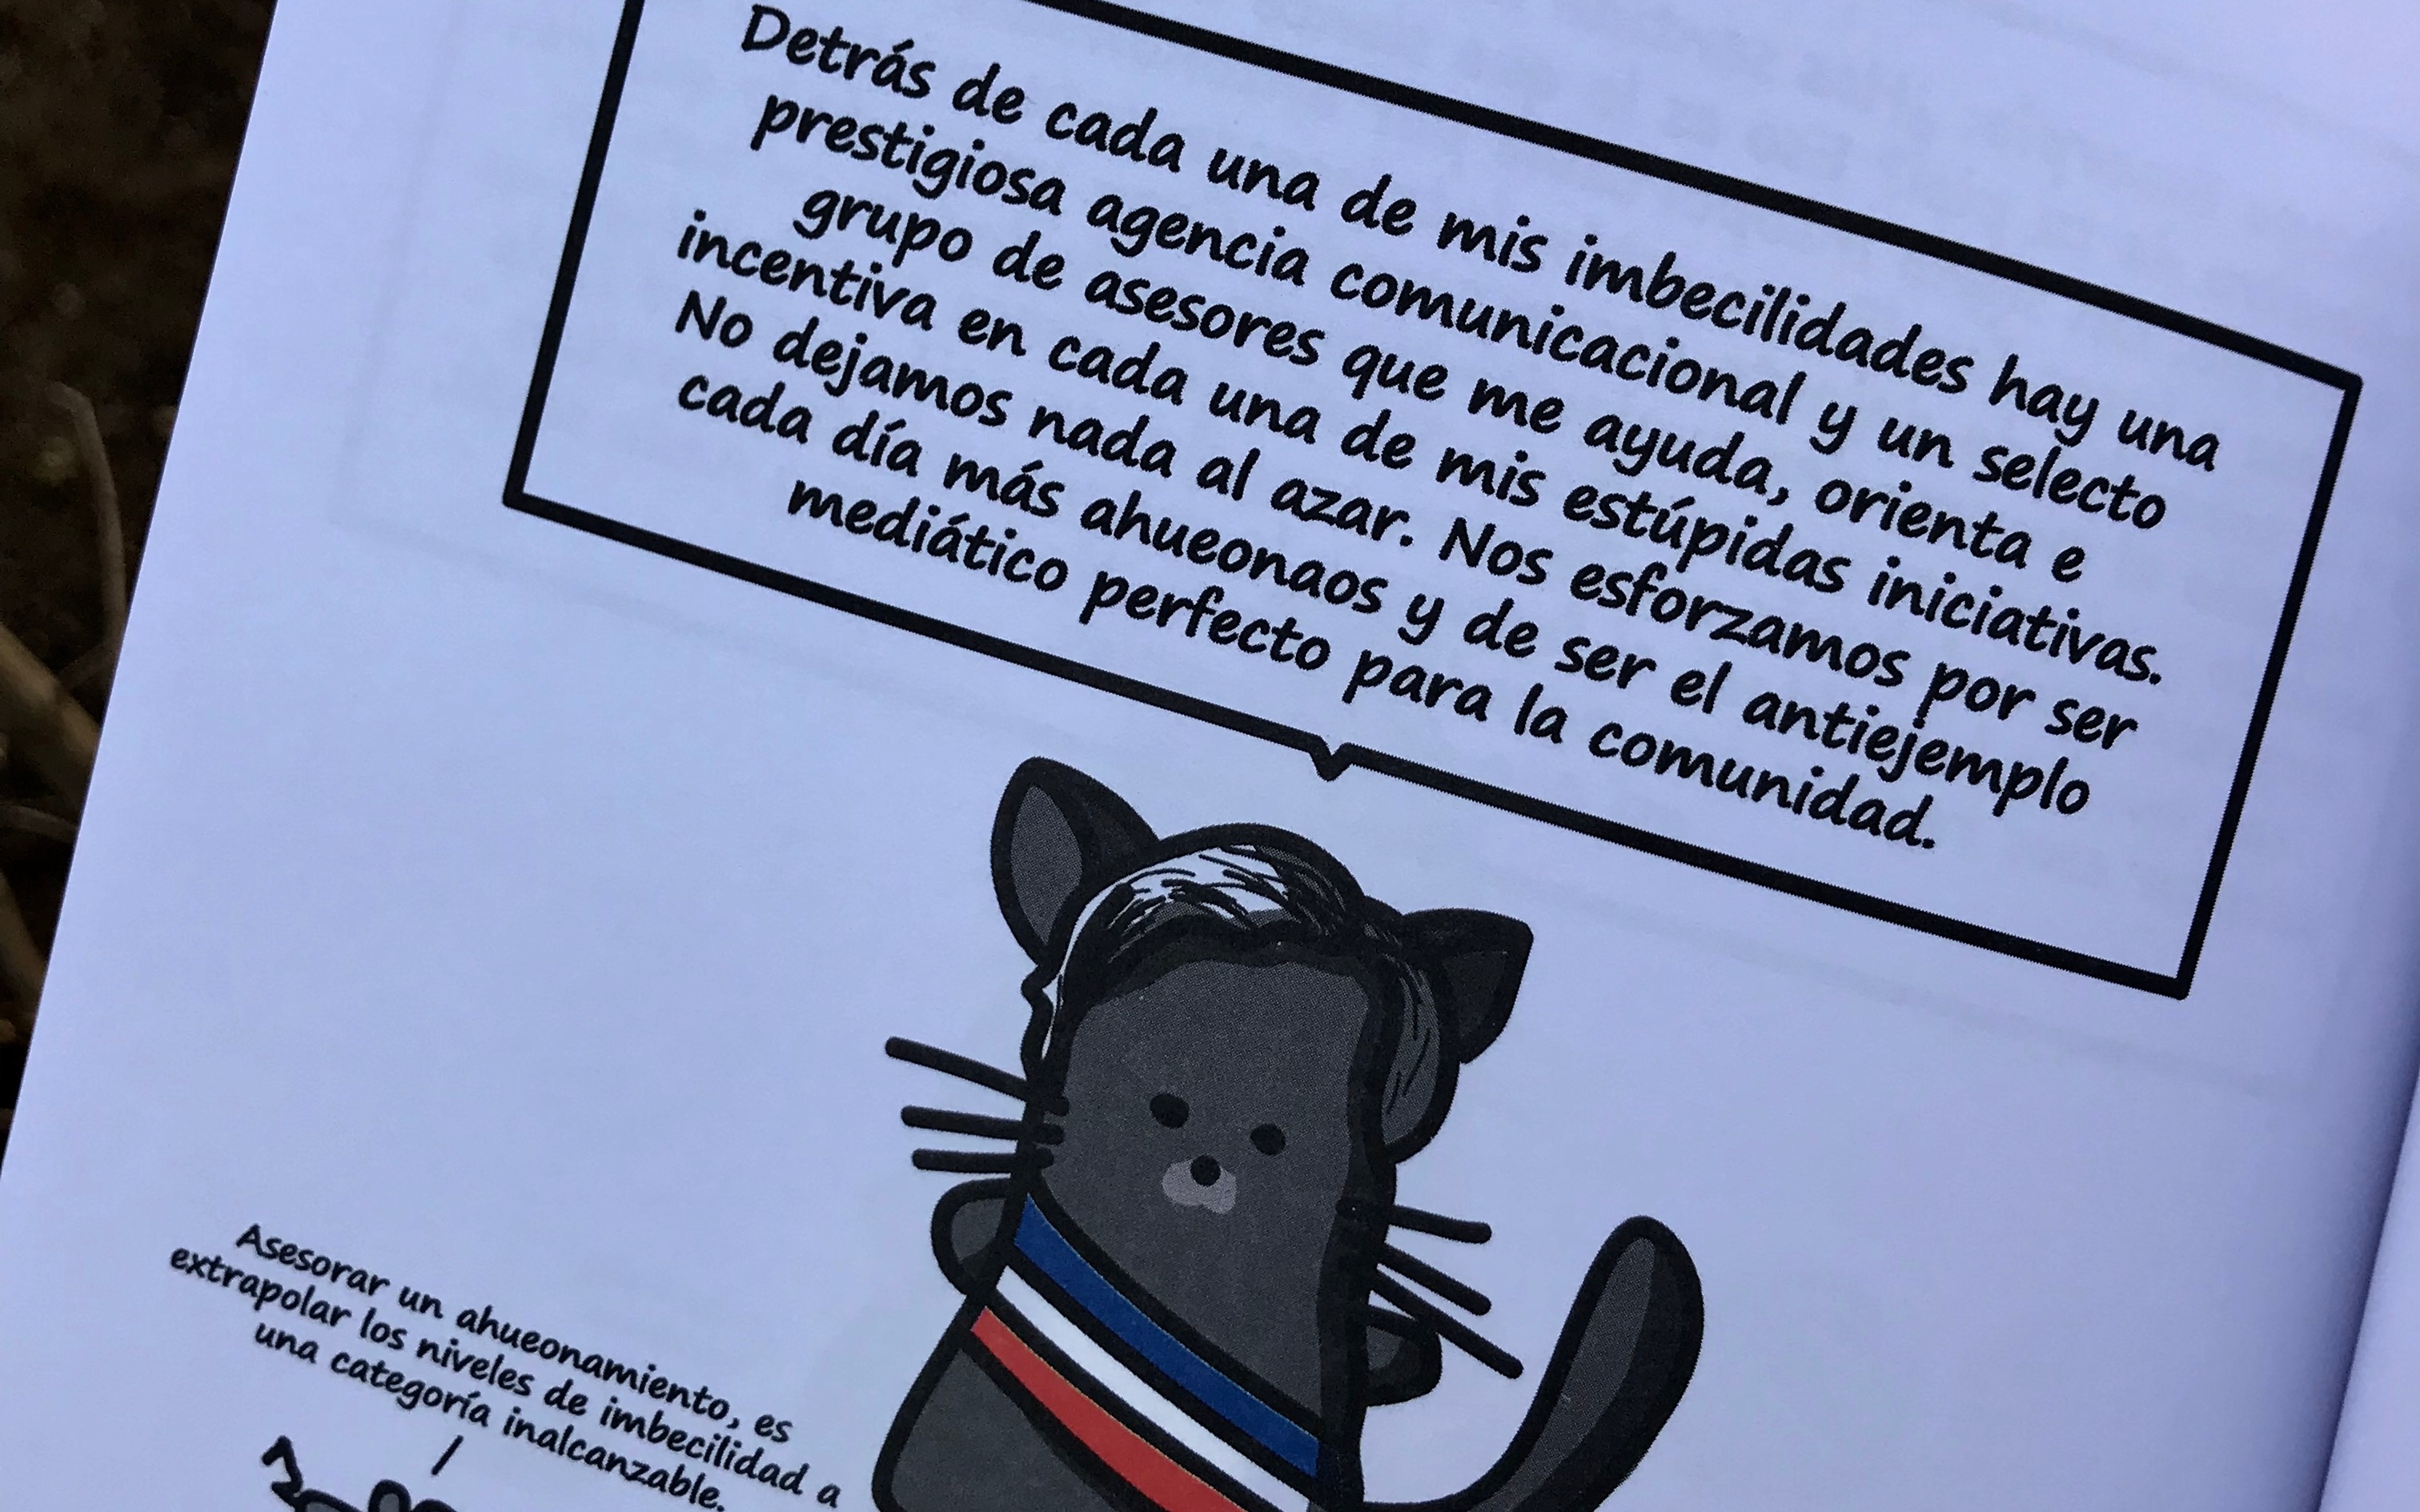 Detrás de cada una de mis imbecilidades hay una
prestigiosa agencia comunicacional y un selecto
grupo de asesores que me ayuda, orienta e
incentiva en cada una de mis estúpidas iniciativas.
No dejamos nada al azar. Nos esforzamos por ser
cada día más ahueonaos y de ser el antiejemplo
mediático perfecto para la comunidad.
Asesorar un ahueonamiento, es
extrapolar los niveles de imbecilidad a
una categoría inalcanzable.